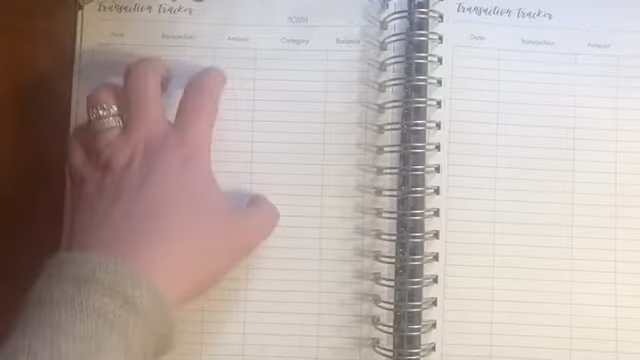 Transaction Tracker
MONTH
Date Transaction Amount Category Balance
Transaction Tracker
Date Transaction Amount